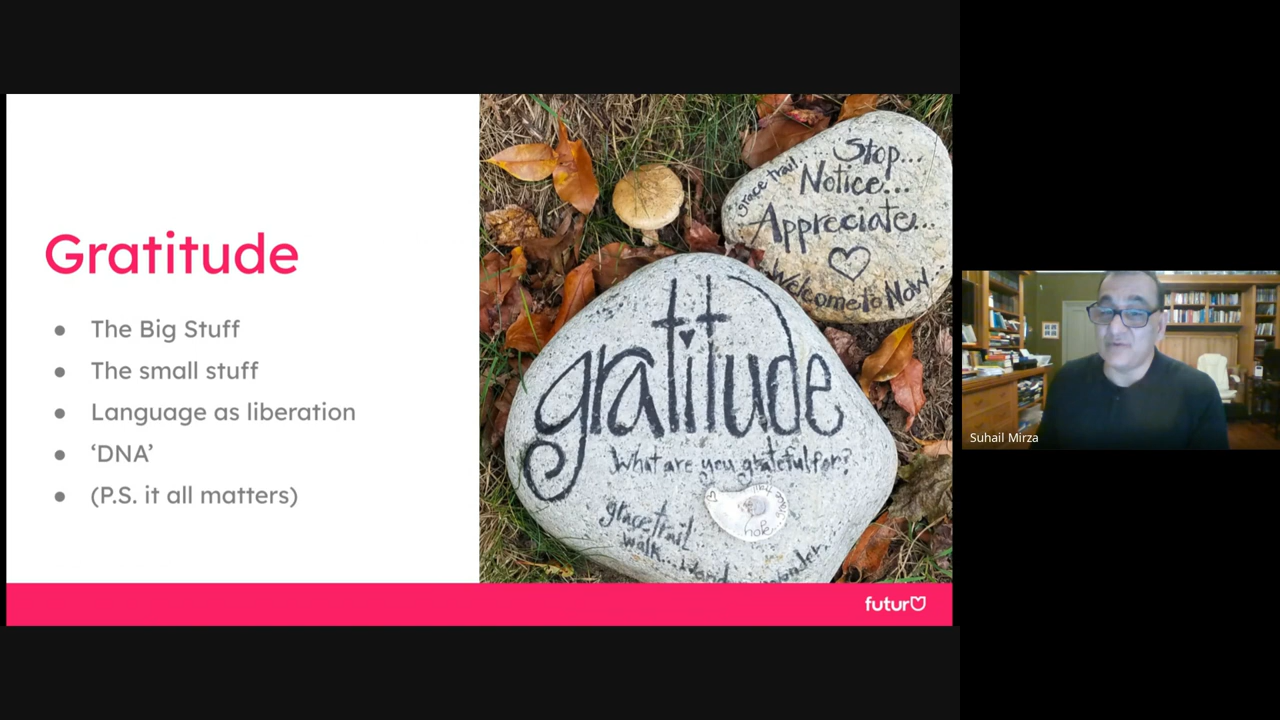 Gratitude
● The Big Stuff
● The small stuff
● Language as liberation
● ‘DNA’
● (P.S. it all matters)
grace trail...
Stop...
Notice...
Appreciate...
Welcome to Now...
gratitude
What are you grateful for?
grace trail
walk...
futur
Suhail Mirza